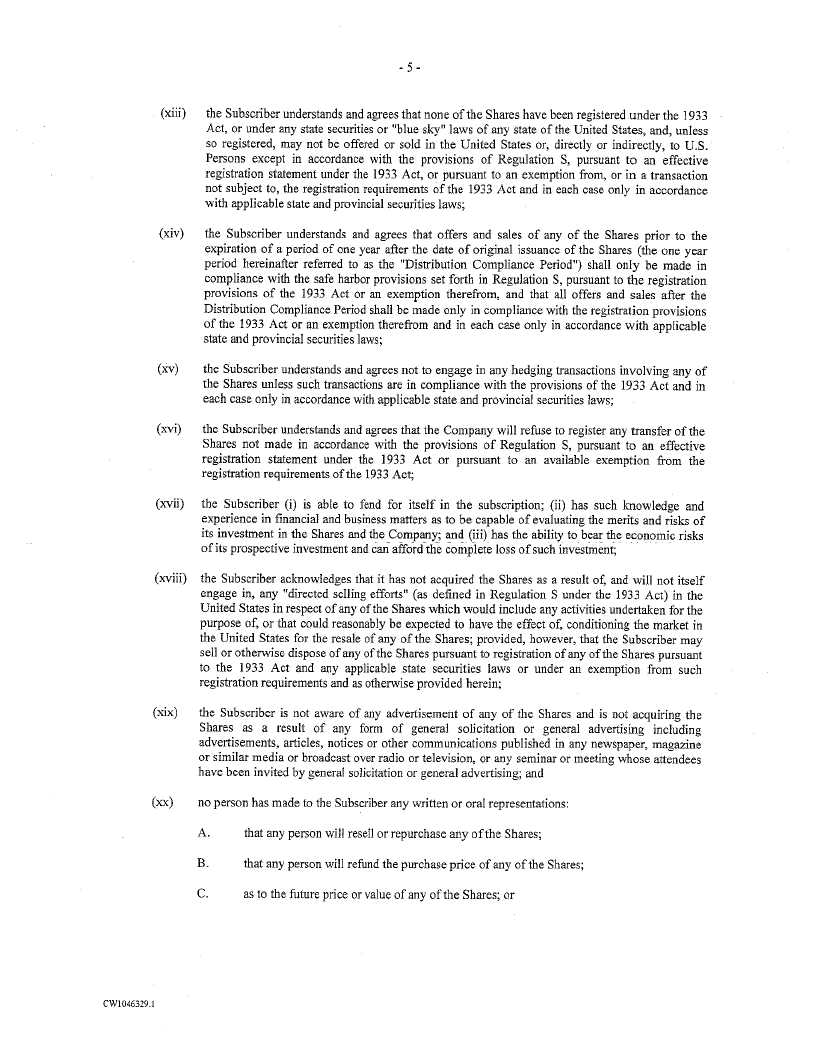 - 5 -
(xiii) the Subscriber understands and agrees that none of the Shares have been registered under the 1933
Act, or under any state securities or "blue sky" laws of any state of the United States, and, unless
so registered, may not be offered or sold in the United States or, directly or indirectly, to U.S.
Persons except in accordance with the provisions of Regulation S, pursuant to an effective
registration statement under the 1933 Act, or pursuant to an exemption from, or in a transaction
not subject to, the registration requirements of the 1933 Act and in each case only in accordance
with applicable state and provincial securities laws;
(xiv) the Subscriber understands and agrees that offers and sales of any of the Shares prior to the
expiration of a period of one year after the date of original issuance of the Shares (the one year
period hereinafter referred to as the "Distribution Compliance Period") shall only be made in
compliance with the safe harbor provisions set forth in Regulation S, pursuant to the registration
provisions of the 1933 Act or an exemption therefrom, and that all offers and sales after the
Distribution Compliance Period shall be made only in compliance with the registration provisions
of the 1933 Act or an exemption therefrom and in each case only in accordance with applicable
state and provincial securities laws;
(xv) the Subscriber understands and agrees not to engage in any hedging transactions involving any of
the Shares unless such transactions are in compliance with the provisions of the 1933 Act and in
each case only in accordance with applicable state and provincial securities laws;
(xvi) the Subscriber understands and agrees that the Company will refuse to register any transfer of the
Shares not made in accordance with the provisions of Regulation S, pursuant to an effective
registration statement under the 1933 Act or pursuant to an available exemption from the
registration requirements of the 1933 Act;
(xvii) the Subscriber (i) is able to fend for itself in the subscription; (ii) has such knowledge and
experience in financial and business matters as to be capable of evaluating the merits and risks of
its investment in the Shares and the Company; and (iii) has the ability to bear the economic risks
of its prospective investment and can afford the complete loss of such investment;
(xviii) the Subscriber acknowledges that it has not acquired the Shares as a result of, and will not itself
engage in, any "directed selling efforts" (as defined in Regulation S under the 1933 Act) in the
United States in respect of any of the Shares which would include any activities undertaken for the
purpose of, or that could reasonably be expected to have the effect of, conditioning the market in
the United States for the resale of any of the Shares; provided, however, that the Subscriber may
sell or otherwise dispose of any of the Shares pursuant to registration of any of the Shares pursuant
to the 1933 Act and any applicable state securities laws or under an exemption from such
registration requirements and as otherwise provided herein;
(xix) the Subscriber is not aware of any advertisement of any of the Shares and is not acquiring the
Shares as a result of any form of general solicitation or general advertising including
advertisements, articles, notices or other communications published in any newspaper, magazine
or similar media or broadcast over radio or television, or any seminar or meeting whose attendees
have been invited by general solicitation or general advertising; and
(xx) no person has made to the Subscriber any written or oral representations:
A. that any person will resell or repurchase any of the Shares;
B. that any person will refund the purchase price of any of the Shares;
C. as to the future price or value of any of the Shares; or
CW1046329.1